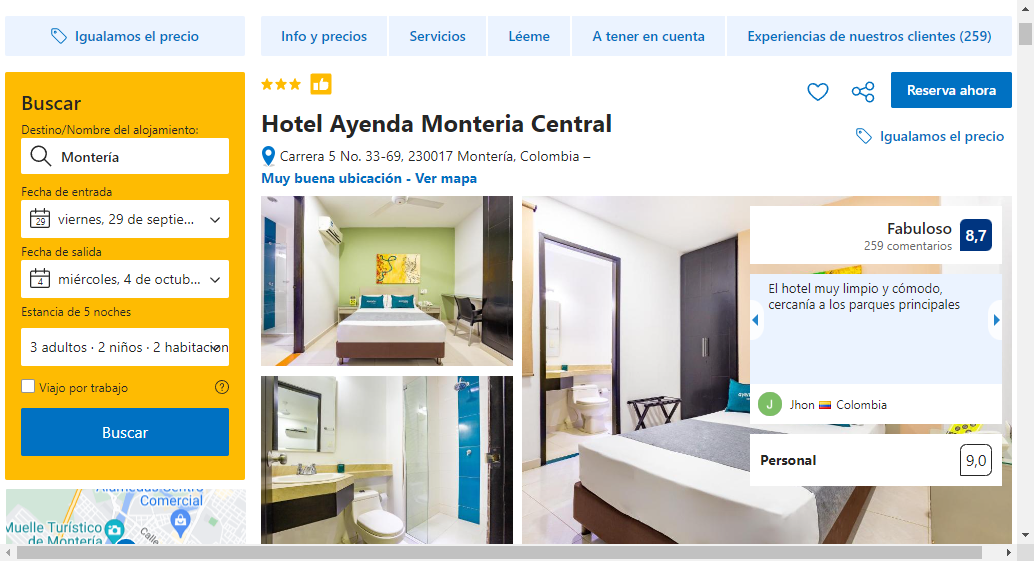 Igualamos el precio
Info y precios
Servicios
Léeme
A tener en cuenta
Experiencias de nuestros clientes (259)
Buscar
Destino/Nombre del alojamiento:
Montería
Fecha de entrada
29
viernes, 29 de septie...
Fecha de salida
4
miércoles, 4 de octub...
Estancia de 5 noches
3 adultos · 2 niños · 2 habitacion
Viajo por trabajo
Buscar
Alamedas Centro
Comercial
Muelle Turístico
de Montería
Calle
Reserva ahora
Hotel Ayenda Monteria Central
Igualamos el precio
Carrera 5 No. 33-69, 230017 Montería, Colombia –
Muy buena ubicación - Ver mapa
Fabuloso
259 comentarios
8,7
El hotel muy limpio y cómodo,
cercanía a los parques principales
J
Jhon
Colombia
Personal
9,0